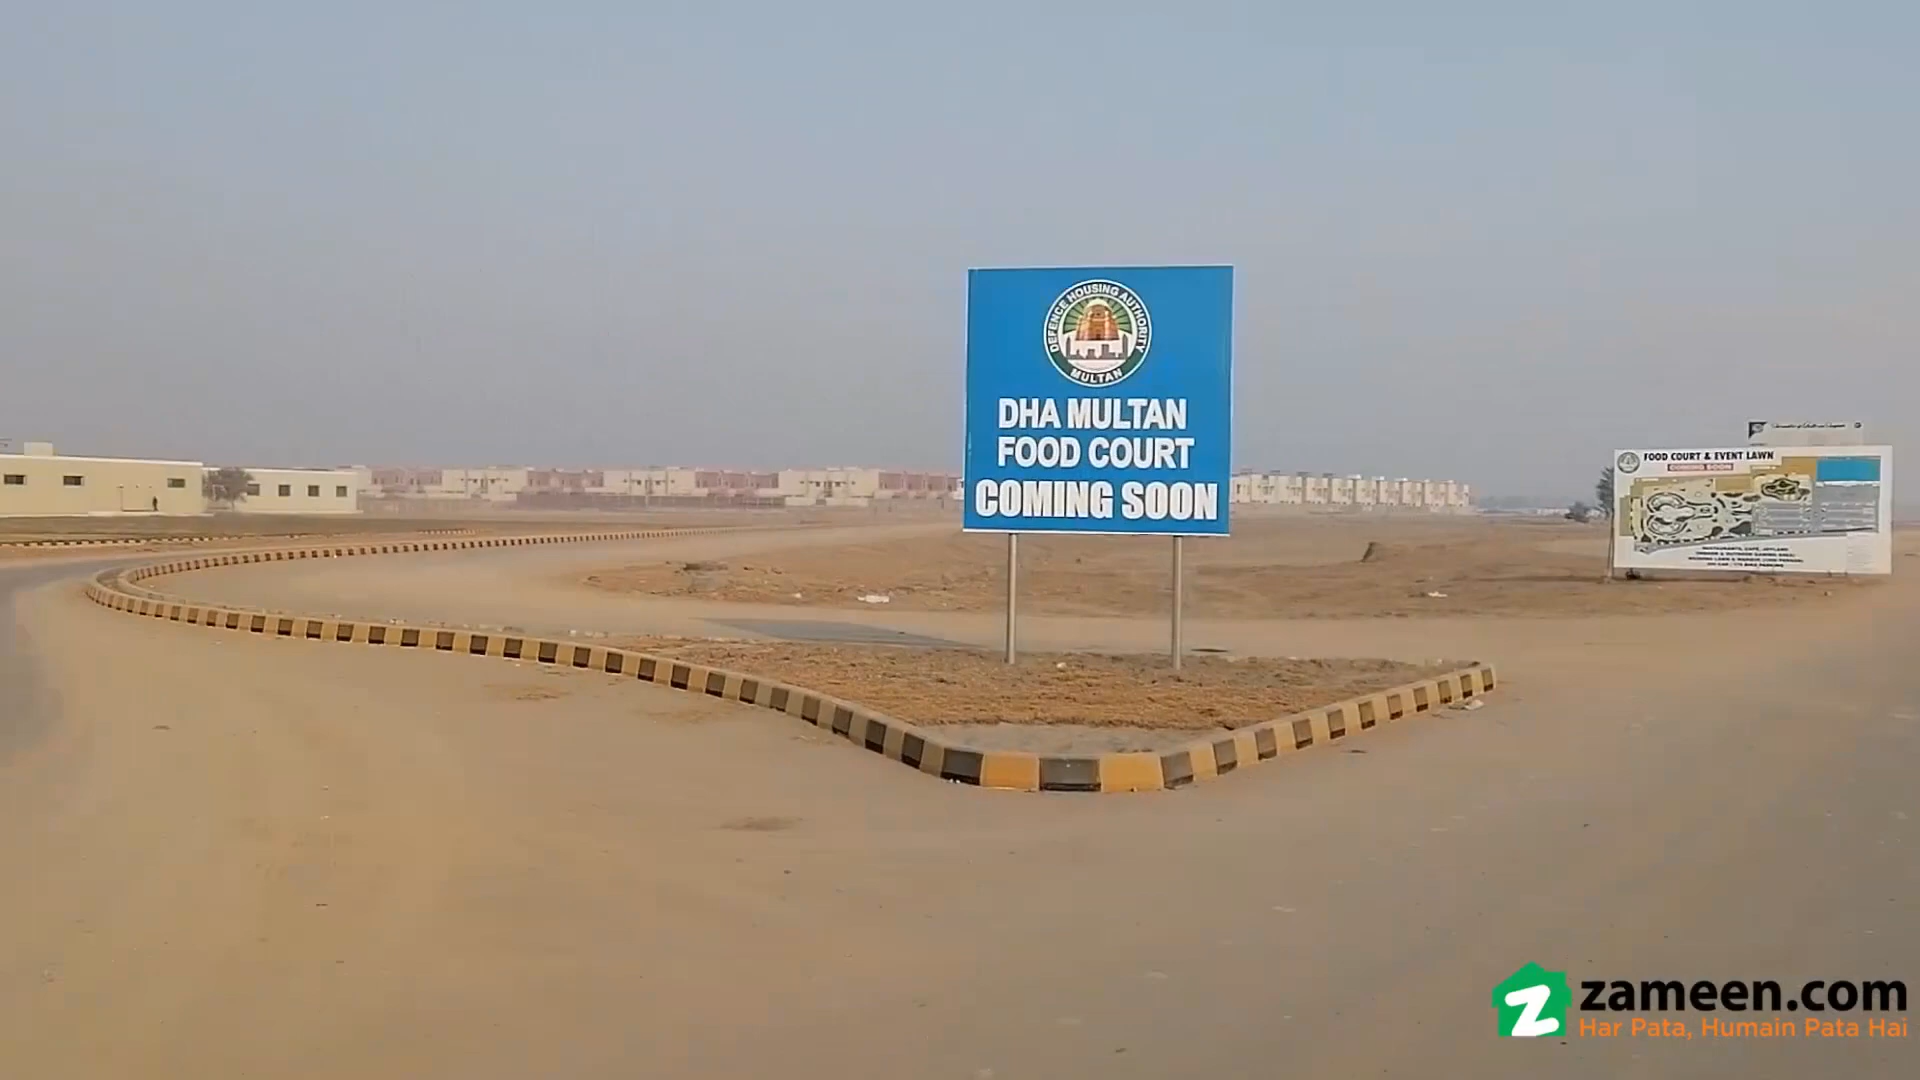 DEFENCE HOUSING AUTHORITY
MULTAN
DHA MULTAN
FOOD COURT
COMING SOON
FOOD COURT & EVENT LAWN
COMING SOON
zameen.com
Har Pata, Humain Pata Hai